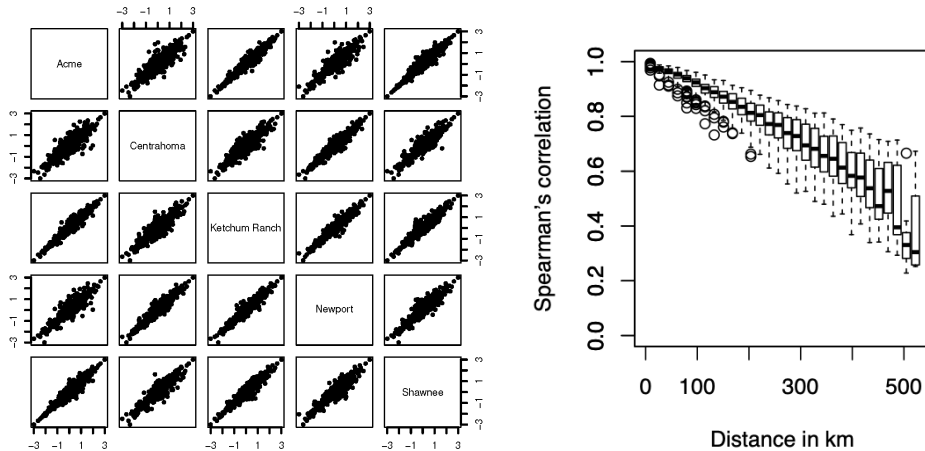 −3 −1 1 3 −3 −1 1 3
Acme
−3 −1 1 3
−3 −1 1 3
Centrahoma
Ketchum Ranch
−3 −1 1 3
−3 −1 1 3
Newport
Shawnee
−3 −1 1 3
−3 −1 1 3 −3 −1 1 3 −3 −1 1 3
Spearman's correlation
0.0 0.2 0.4 0.6 0.8 1.0
0 100 300 500
Distance in km